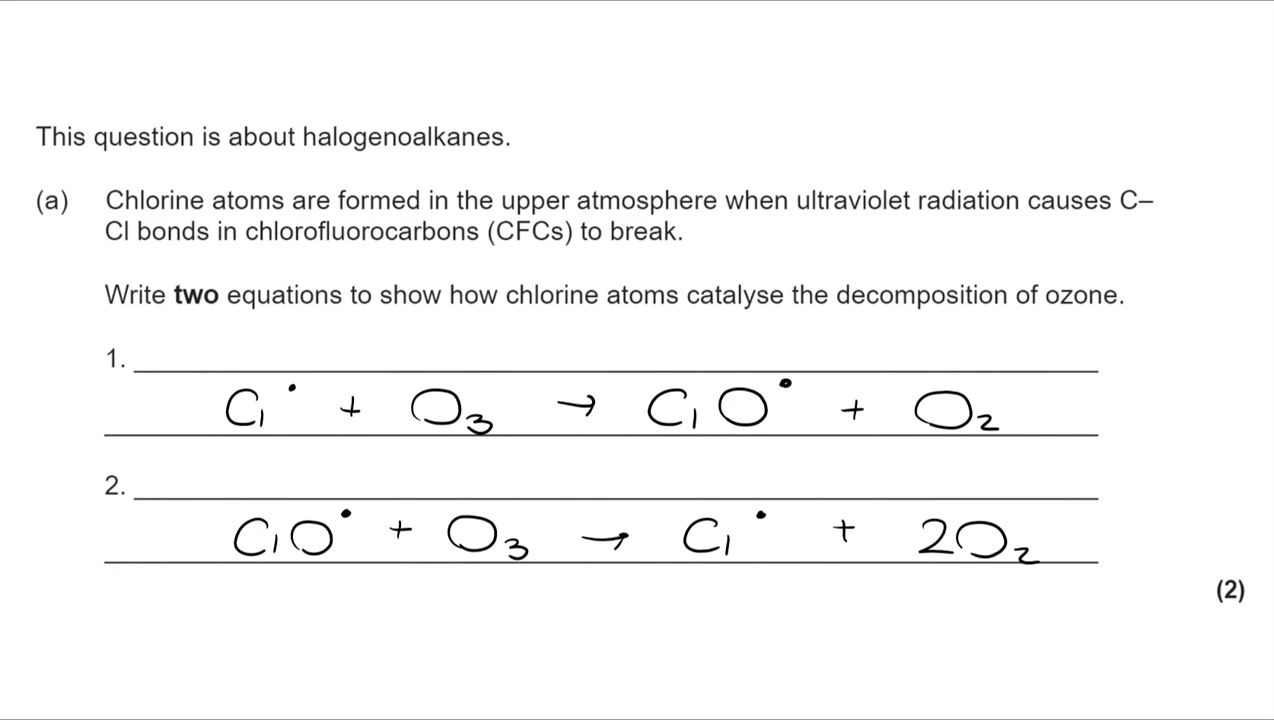 This question is about halogenoalkanes.
(a) Chlorine atoms are formed in the upper atmosphere when ultraviolet radiation causes C–
Cl bonds in chlorofluorocarbons (CFCs) to break.
Write two equations to show how chlorine atoms catalyse the decomposition of ozone.
1.
Cl• + O₃ → ClO• + O₂
2.
ClO• + O₃ → Cl• + 2O₂
(2)